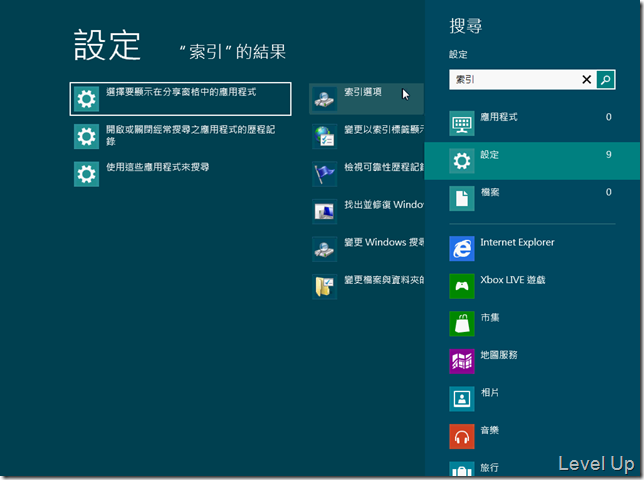 設定 "索引"的結果
選擇要顯示在分享窗格中的應用程式
開啟或關閉經常搜尋之應用程式的歷程記
錄
使用這些應用程式來搜尋
索引選項
變更以索引標籤顯示
檢視可靠性歷程記錄
找出並修復 Window
變更 Windows 搜尋
變更檔案與資料夾的
搜尋
設定
索引
應用程式 0
設定 9
檔案 0
Internet Explorer
Xbox LIVE 遊戲
市集
地圖服務
相片
音樂
旅行
Level Up